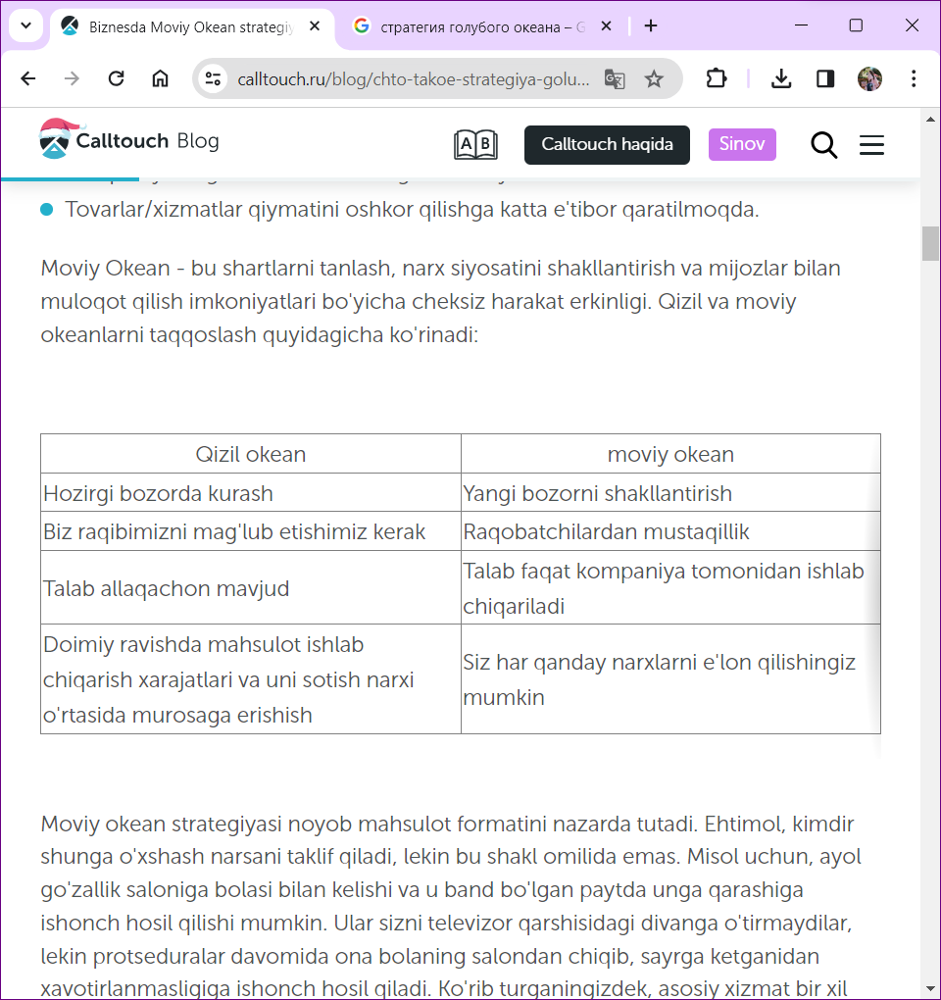 Biznesda Moviy Okean strategiy
стратегия голубого океана – G
calltouch.ru/blog/chto-takoe-strategiya-golu...
Calltouch Blog
A B
Calltouch haqida
Sinov
Tovarlar/xizmatlar qiymatini oshkor qilishga katta e'tibor qaratilmoqda.
Moviy Okean - bu shartlarni tanlash, narx siyosatini shakllantirish va mijozlar bilan
muloqot qilish imkoniyatlari bo'yicha cheksiz harakat erkinligi. Qizil va moviy
okeanlarni taqqoslash quyidagicha ko'rinadi:
Qizil okean
moviy okean
Hozirgi bozorda kurash
Yangi bozorni shakllantirish
Biz raqibimizni mag'lub etishimiz kerak
Raqobatchilardan mustaqillik
Talab allaqachon mavjud
Talab faqat kompaniya tomonidan ishlab
chiqariladi
Doimiy ravishda mahsulot ishlab
chiqarish xarajatlari va uni sotish narxi
o'rtasida murosaga erishish
Siz har qanday narxlarni e'lon qilishingiz
mumkin
Moviy okean strategiyasi noyob mahsulot formatini nazarda tutadi. Ehtimol, kimdir
shunga o'xshash narsani taklif qiladi, lekin bu shakl omilida emas. Misol uchun, ayol
go'zallik saloniga bolasi bilan kelishi va u band bo'lgan paytda unga qarashiga
ishonch hosil qilishi mumkin. Ular sizni televizor qarshisidagi divanga o'tirmaydilar,
lekin protseduralar davomida ona bolaning salondan chiqib, sayrga ketganidan
xavotirlanmasligiga ishonch hosil qiladi. Ko'rib turganingizdek, asosiy xizmat bir xil